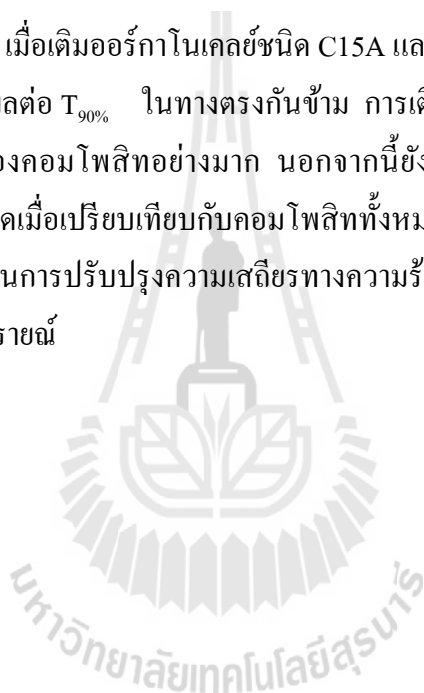 เมื่อเติมออร์กาโนเคลย์ชนิด C15A แล
ผลต่อ T90% ในทางตรงกันข้าม การเติ
องคอมโพสิทอย่างมาก นอกจากนี้ยัง
ดเมื่อเปรียบเทียบกับคอมโพสิททั้งหม
นการปรับปรุงความเสถียรทางความร้
รายณ์
มหาวิทยาลัยเทคโนโลยีสุรนารี